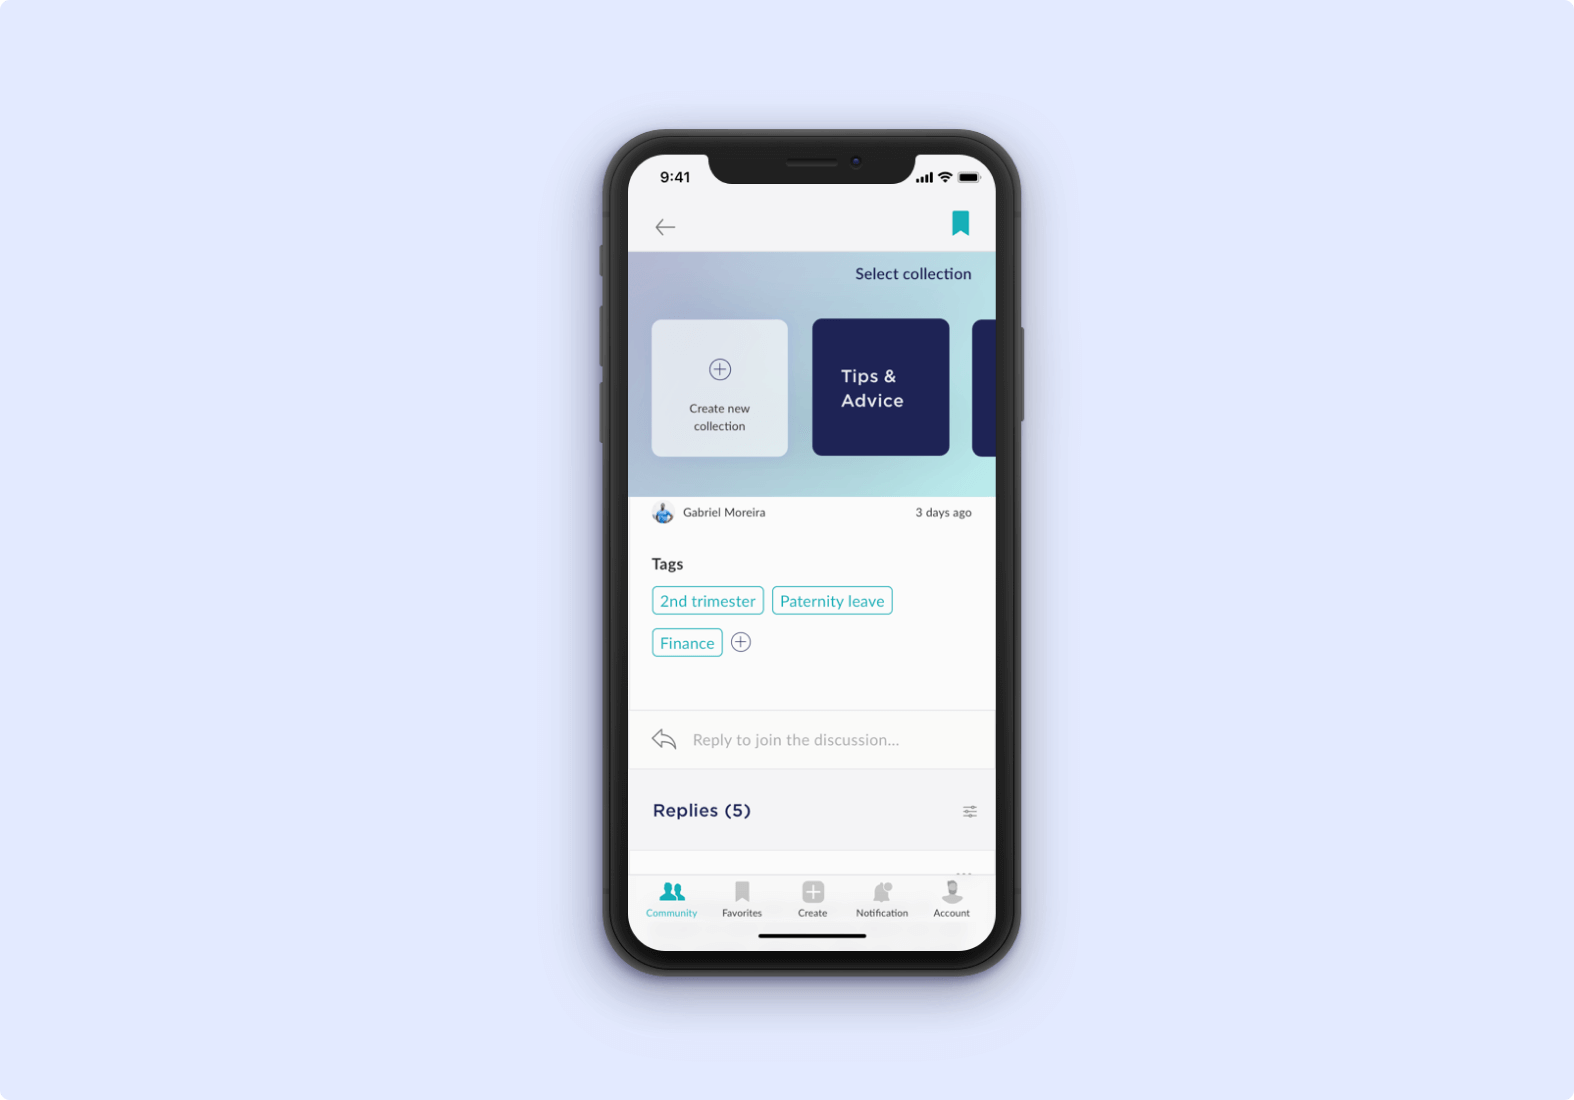 9:41
Select collection
Create new
collection
Tips &
Advice
Gabriel Moreira
3 days ago
Tags
2nd trimester
Paternity leave
Finance
Reply to join the discussion...
Replies (5)
Community
Favorites
Create
Notification
Account